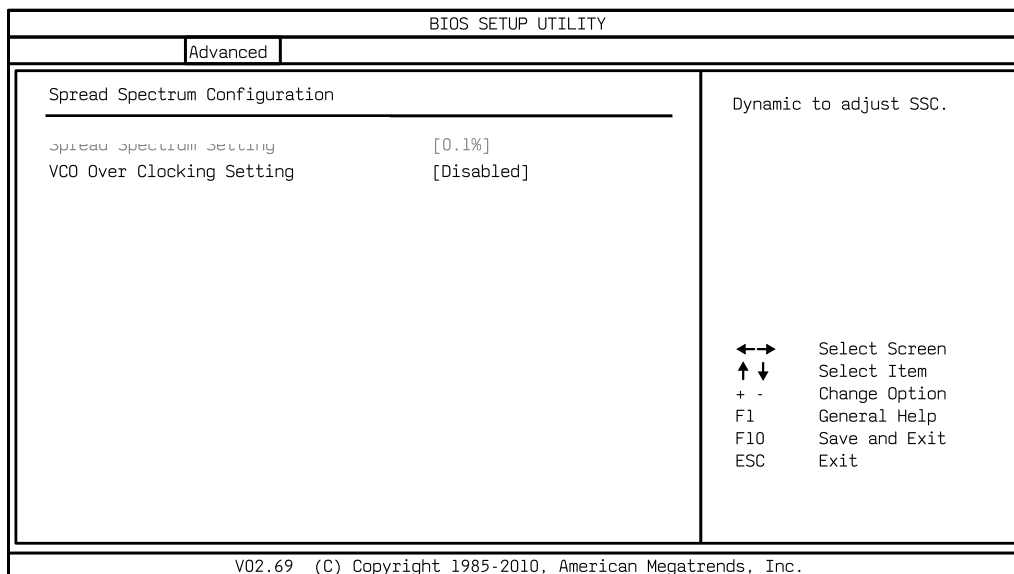 BIOS SETUP UTILITY
Advanced
Spread Spectrum Configuration
Spread Spectrum Setting [0.1%]
VCO Over Clocking Setting [Disabled]
Dynamic to adjust SSC.
Select Screen
Select Item
+ - Change Option
F1 General Help
F10 Save and Exit
ESC Exit
V02.69 (C) Copyright 1985-2010, American Megatrends, Inc.